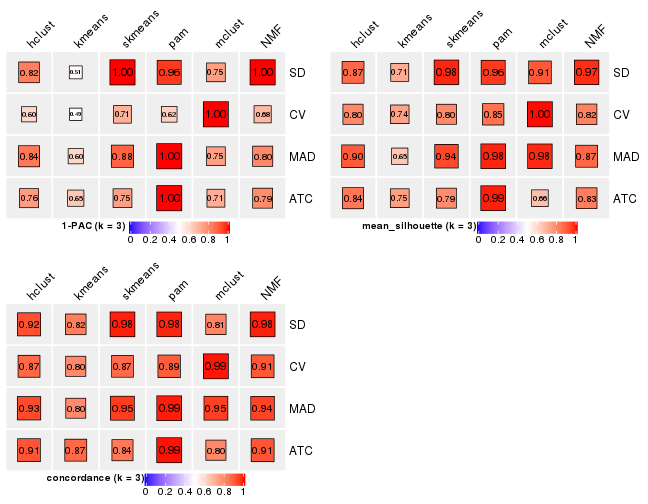 hclust kmeans skmeans pam mclust NMF
0.82 0.51 1.00 0.96 0.75 1.00 SD
0.60 0.49 0.71 0.62 1.00 0.68 CV
0.84 0.60 0.88 1.00 0.75 0.80 MAD
0.76 0.65 0.75 1.00 0.71 0.79 ATC
1-PAC (k = 3)
0 0.2 0.4 0.6 0.8 1
hclust kmeans skmeans pam mclust NMF
0.87 0.71 0.98 0.96 0.91 0.97 SD
0.80 0.74 0.80 0.85 1.00 0.82 CV
0.90 0.65 0.94 0.98 0.98 0.87 MAD
0.84 0.75 0.79 0.99 0.66 0.83 ATC
mean_silhouette (k = 3)
0 0.2 0.4 0.6 0.8 1
hclust kmeans skmeans pam mclust NMF
0.92 0.82 0.98 0.98 0.81 0.98 SD
0.87 0.80 0.87 0.89 0.99 0.91 CV
0.93 0.80 0.95 0.99 0.95 0.94 MAD
0.91 0.87 0.84 0.99 0.80 0.91 ATC
concordance (k = 3)
0 0.2 0.4 0.6 0.8 1